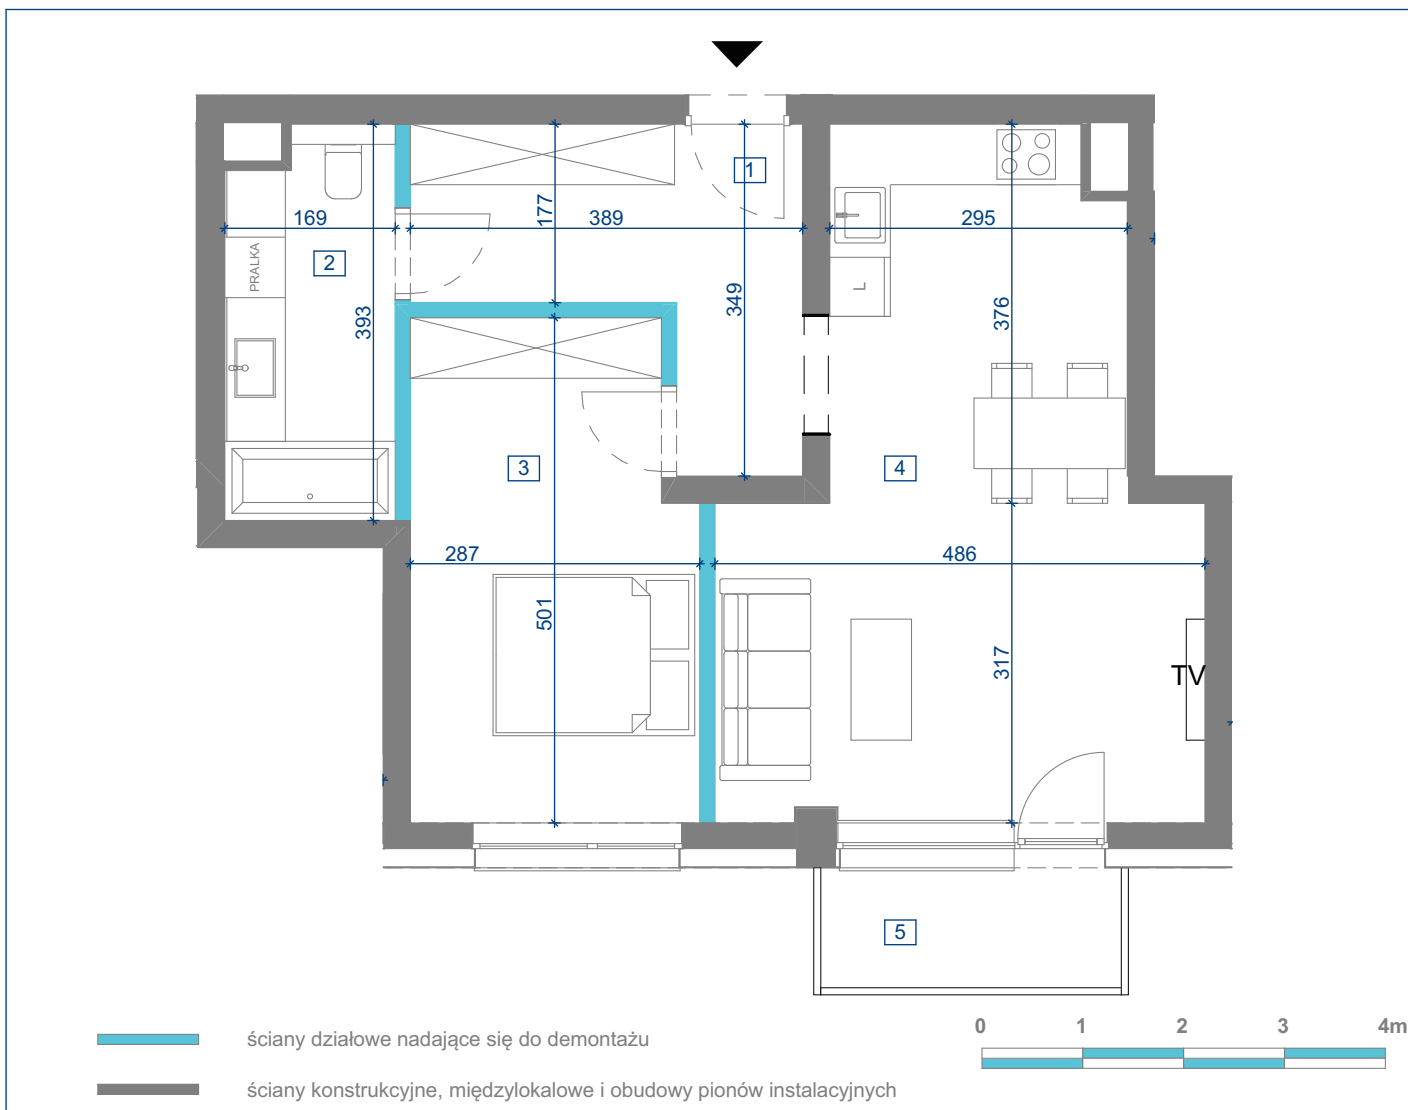 1
177
169
389
295
2
PRALKA
349
L
393
376
3
4
287
486
501
317
TV
5
0 1 2 3 4m
ściany działowe nadające się do demontażu
ściany konstrukcyjne, międzylokalowe i obudowy pionów instalacyjnych